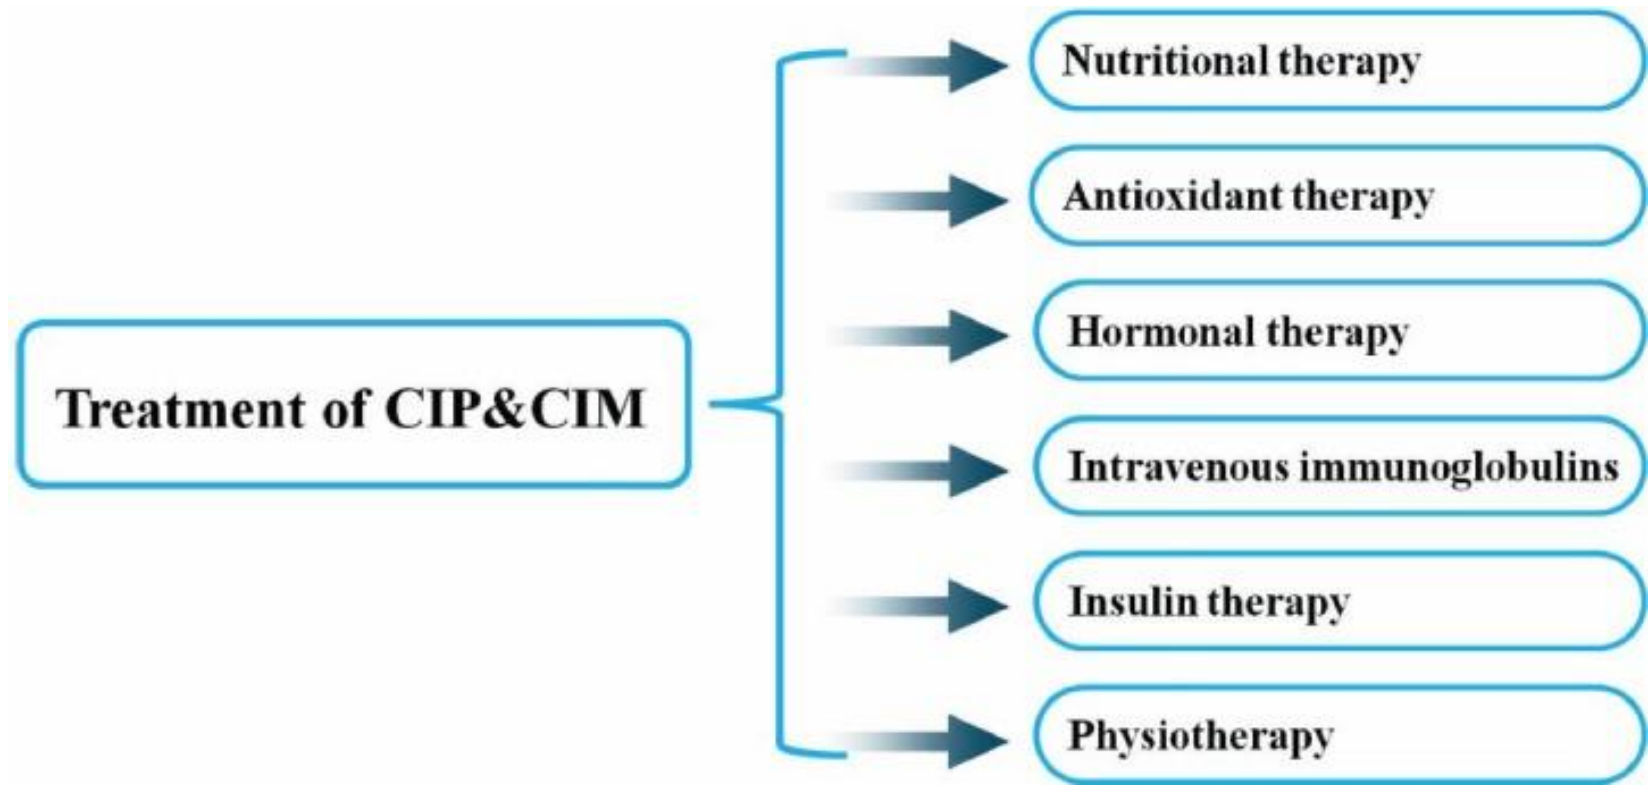 Nutritional therapy
Antioxidant therapy
Hormonal therapy
Treatment of CIP&CIM
Intravenous immunoglobulins
Insulin therapy
Physiotherapy